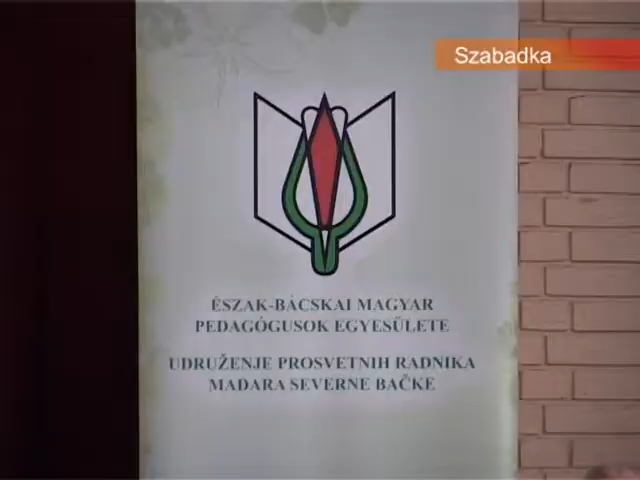 Szabadka
ÉSZAK-BÁCSKAI MAGYAR
PEDAGÓGUSOK EGYESÜLETE
UDRUŽENJE PROSVETNIH RADNIKA
MAĐARA SEVERNE BAČKE